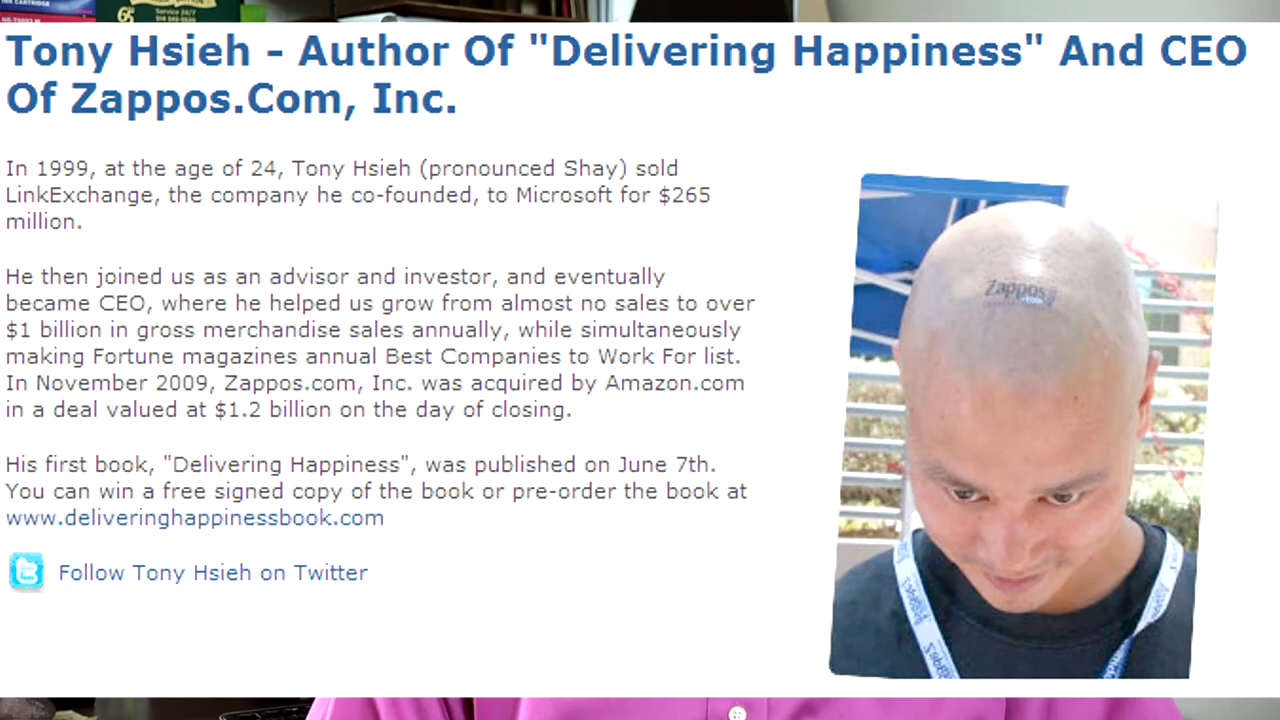 INK CARTRIDGE
65
Service 24/7
Tony Hsieh - Author Of "Delivering Happiness" And CEO
Of Zappos.Com, Inc.
In 1999, at the age of 24, Tony Hsieh (pronounced Shay) sold
LinkExchange, the company he co-founded, to Microsoft for $265
million.
He then joined us as an advisor and investor, and eventually
became CEO, where he helped us grow from almost no sales to over
$1 billion in gross merchandise sales annually, while simultaneously
making Fortune magazines annual Best Companies to Work For list.
In November 2009, Zappos.com, Inc. was acquired by Amazon.com
in a deal valued at $1.2 billion on the day of closing.
His first book, "Delivering Happiness", was published on June 7th.
You can win a free signed copy of the book or pre-order the book at
www.deliveringhappinessbook.com
Follow Tony Hsieh on Twitter
Zappos